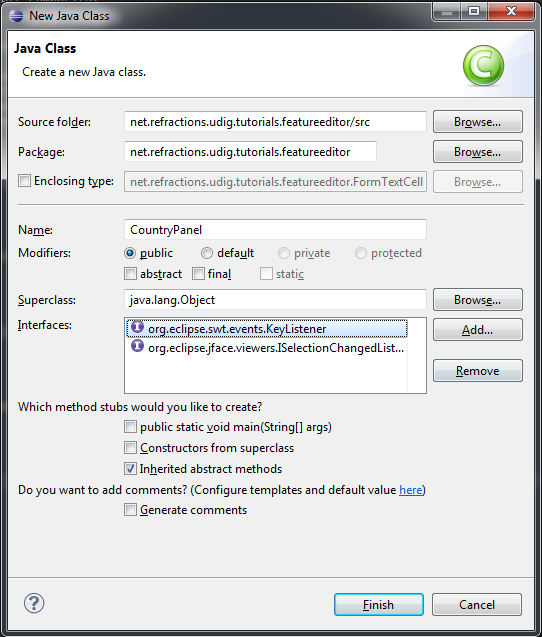 New Java Class
Java Class
Create a new Java class.
Source folder: net.refractions.udig.tutorials.featureeditor/src Browse...
Package: net.refractions.udig.tutorials.featureeditor Browse...
Enclosing type: net.refractions.udig.tutorials.featureeditor.FormTextCell Browse...
Name: CountryPanel
Modifiers: public default private protected
abstract final static
Superclass: java.lang.Object Browse...
Interfaces: org.eclipse.swt.events.KeyListener Add...
org.eclipse.jface.viewers.ISelectionChangedList...
Remove
Which method stubs would you like to create?
public static void main(String[] args)
Constructors from superclass
Inherited abstract methods
Do you want to add comments? (Configure templates and default value here)
Generate comments
? Finish Cancel